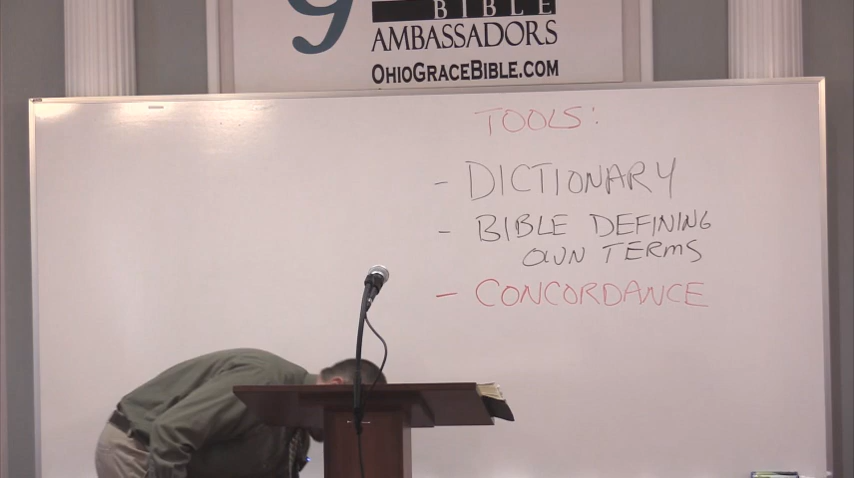 g
BIBLE
AMBASSADORS
OHIOGRACEBIBLE.COM
TOOLS:
- DICTIONARY
- BIBLE DEFINING
OWN TERMS
- CONCORDANCE